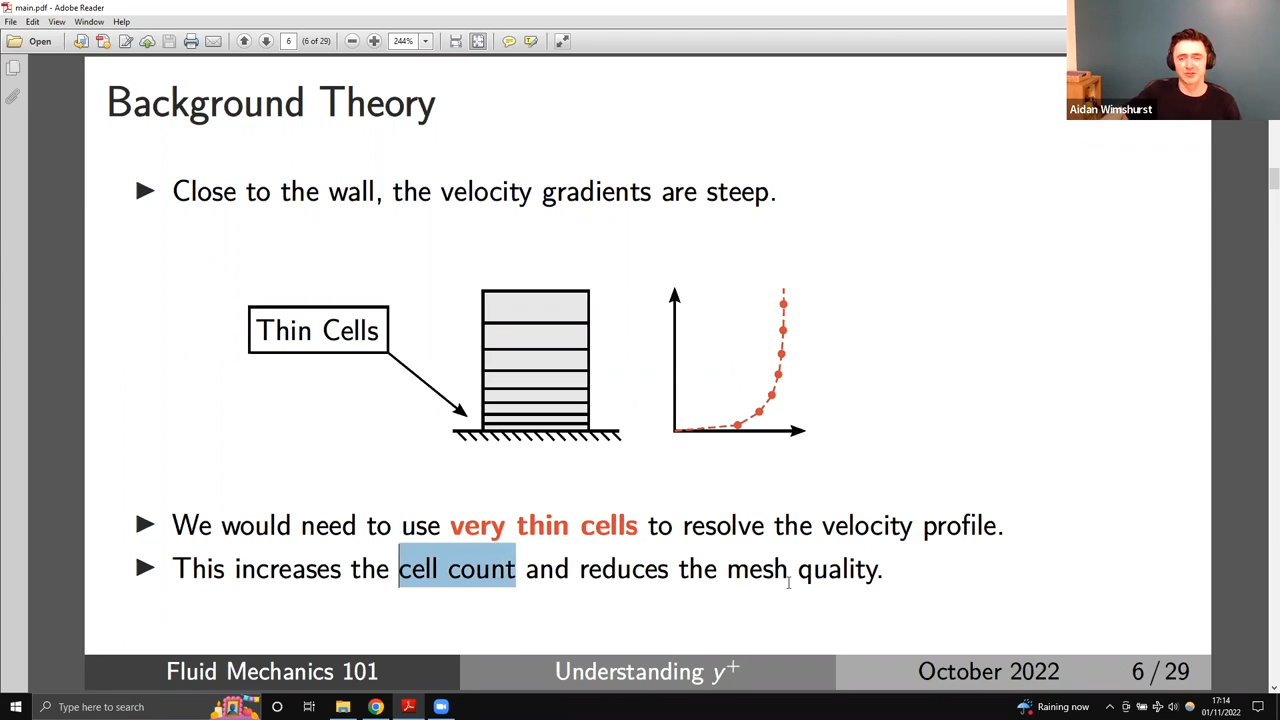 main.pdf - Adobe Reader
File Edit View Window Help
Open 6 (6 of 29) 244%
Aidan Wimshurst
Background Theory
Close to the wall, the velocity gradients are steep.
Thin Cells
We would need to use very thin cells to resolve the velocity profile.
This increases the cell count and reduces the mesh quality.
Fluid Mechanics 101 Understanding y⁺ October 2022 6 / 29
Type here to search Raining now 17:14
01/11/2022